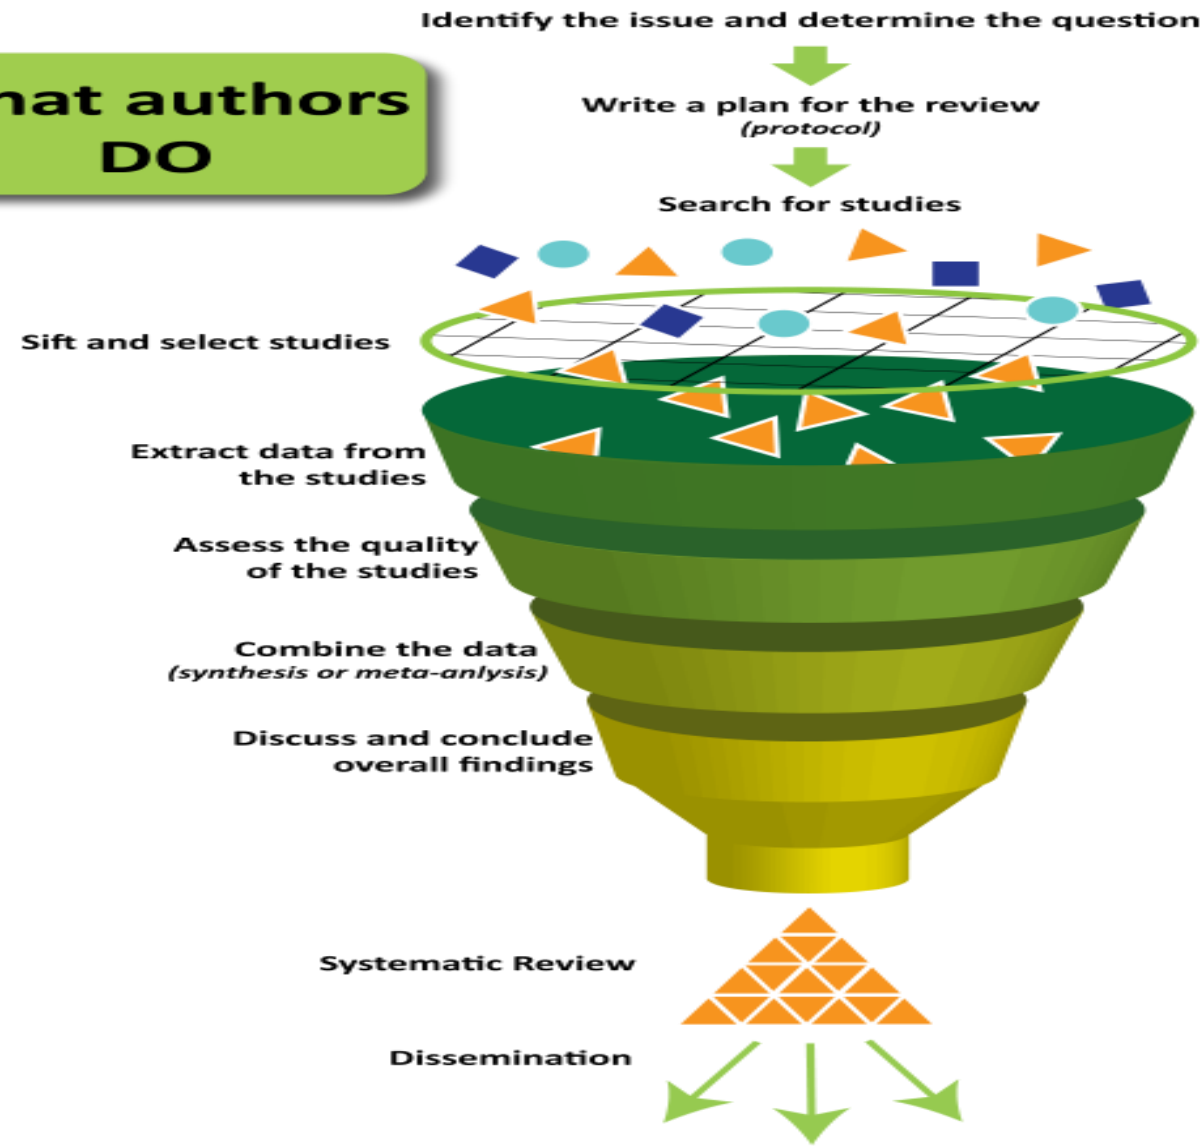 Identify the issue and determine the question
hat authors
DO
Write a plan for the review
(protocol)
Search for studies
Sift and select studies
Extract data from
the studies
Assess the quality
of the studies
Combine the data
(synthesis or meta-anlysis)
Discuss and conclude
overall findings
Systematic Review
Dissemination